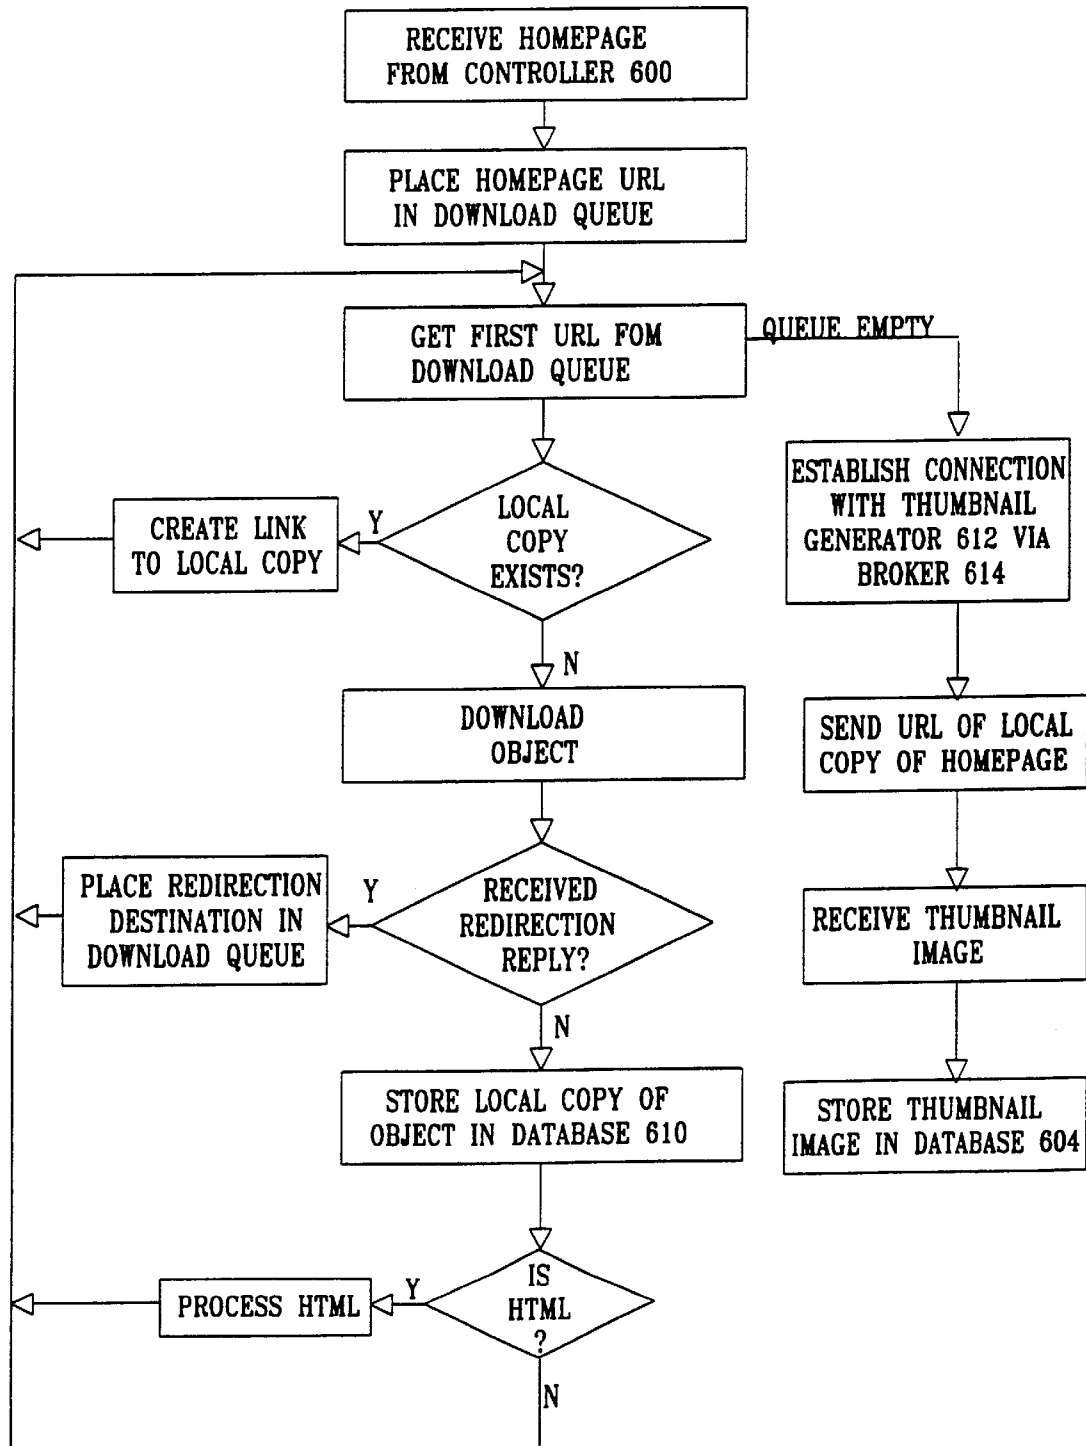 RECEIVE HOMEPAGE
FROM CONTROLLER 600
PLACE HOMEPAGE URL
IN DOWNLOAD QUEUE
GET FIRST URL FOM
DOWNLOAD QUEUE
QUEUE EMPTY
LOCAL
COPY
EXISTS?
Y
CREATE LINK
TO LOCAL COPY
N
ESTABLISH CONNECTION
WITH THUMBNAIL
GENERATOR 612 VIA
BROKER 614
DOWNLOAD
OBJECT
SEND URL OF LOCAL
COPY OF HOMEPAGE
RECEIVED
REDIRECTION
REPLY?
Y
PLACE REDIRECTION
DESTINATION IN
DOWNLOAD QUEUE
N
RECEIVE THUMBNAIL
IMAGE
STORE LOCAL COPY OF
OBJECT IN DATABASE 610
STORE THUMBNAIL
IMAGE IN DATABASE 604
IS
HTML
?
Y
PROCESS HTML
N